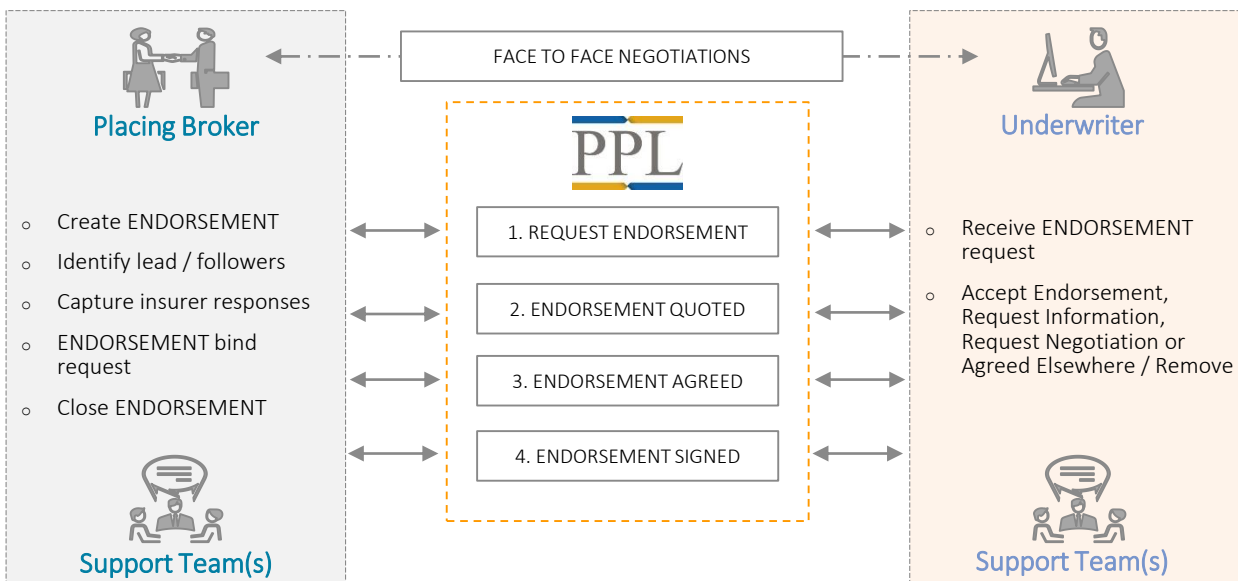 FACE TO FACE NEGOTIATIONS
Placing Broker
○ Create ENDORSEMENT
○ Identify lead / followers
○ Capture insurer responses
○ ENDORSEMENT bind
request
○ Close ENDORSEMENT
Support Team(s)
PPL
1. REQUEST ENDORSEMENT
2. ENDORSEMENT QUOTED
3. ENDORSEMENT AGREED
4. ENDORSEMENT SIGNED
Underwriter
○ Receive ENDORSEMENT
request
○ Accept Endorsement,
Request Information,
Request Negotiation or
Agreed Elsewhere / Remove
Support Team(s)